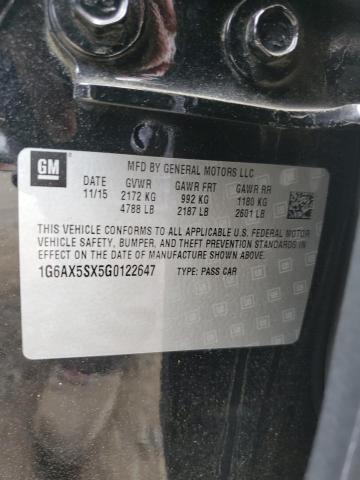 GM
MFD BY GENERAL MOTORS LLC
DATE GVWR GAWR FRT GAWR RR
11/15 2172 KG 992 KG 1180 KG
4788 LB 2187 LB 2601 LB
THIS VEHICLE CONFORMS TO ALL APPLICABLE U.S. FEDERAL MOTOR
VEHICLE SAFETY, BUMPER, AND THEFT PREVENTION STANDARDS IN
EFFECT ON THE DATE OF MANUFACTURE SHOWN ABOVE.
1G6AX5SX5G0122647 TYPE: PASS CAR